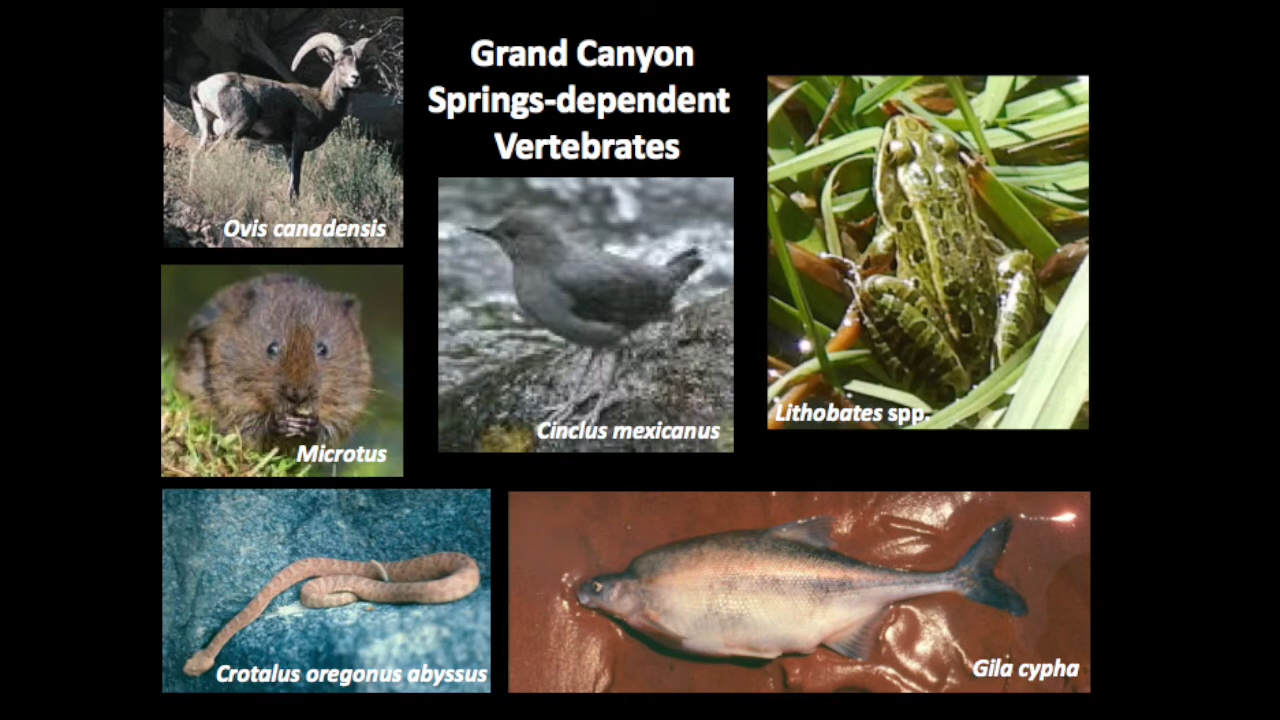 Grand Canyon
Springs-dependent
Vertebrates
Ovis canadensis
Cinclus mexicanus
Lithobates spp.
Microtus
Crotalus oregonus abyssus
Gila cypha